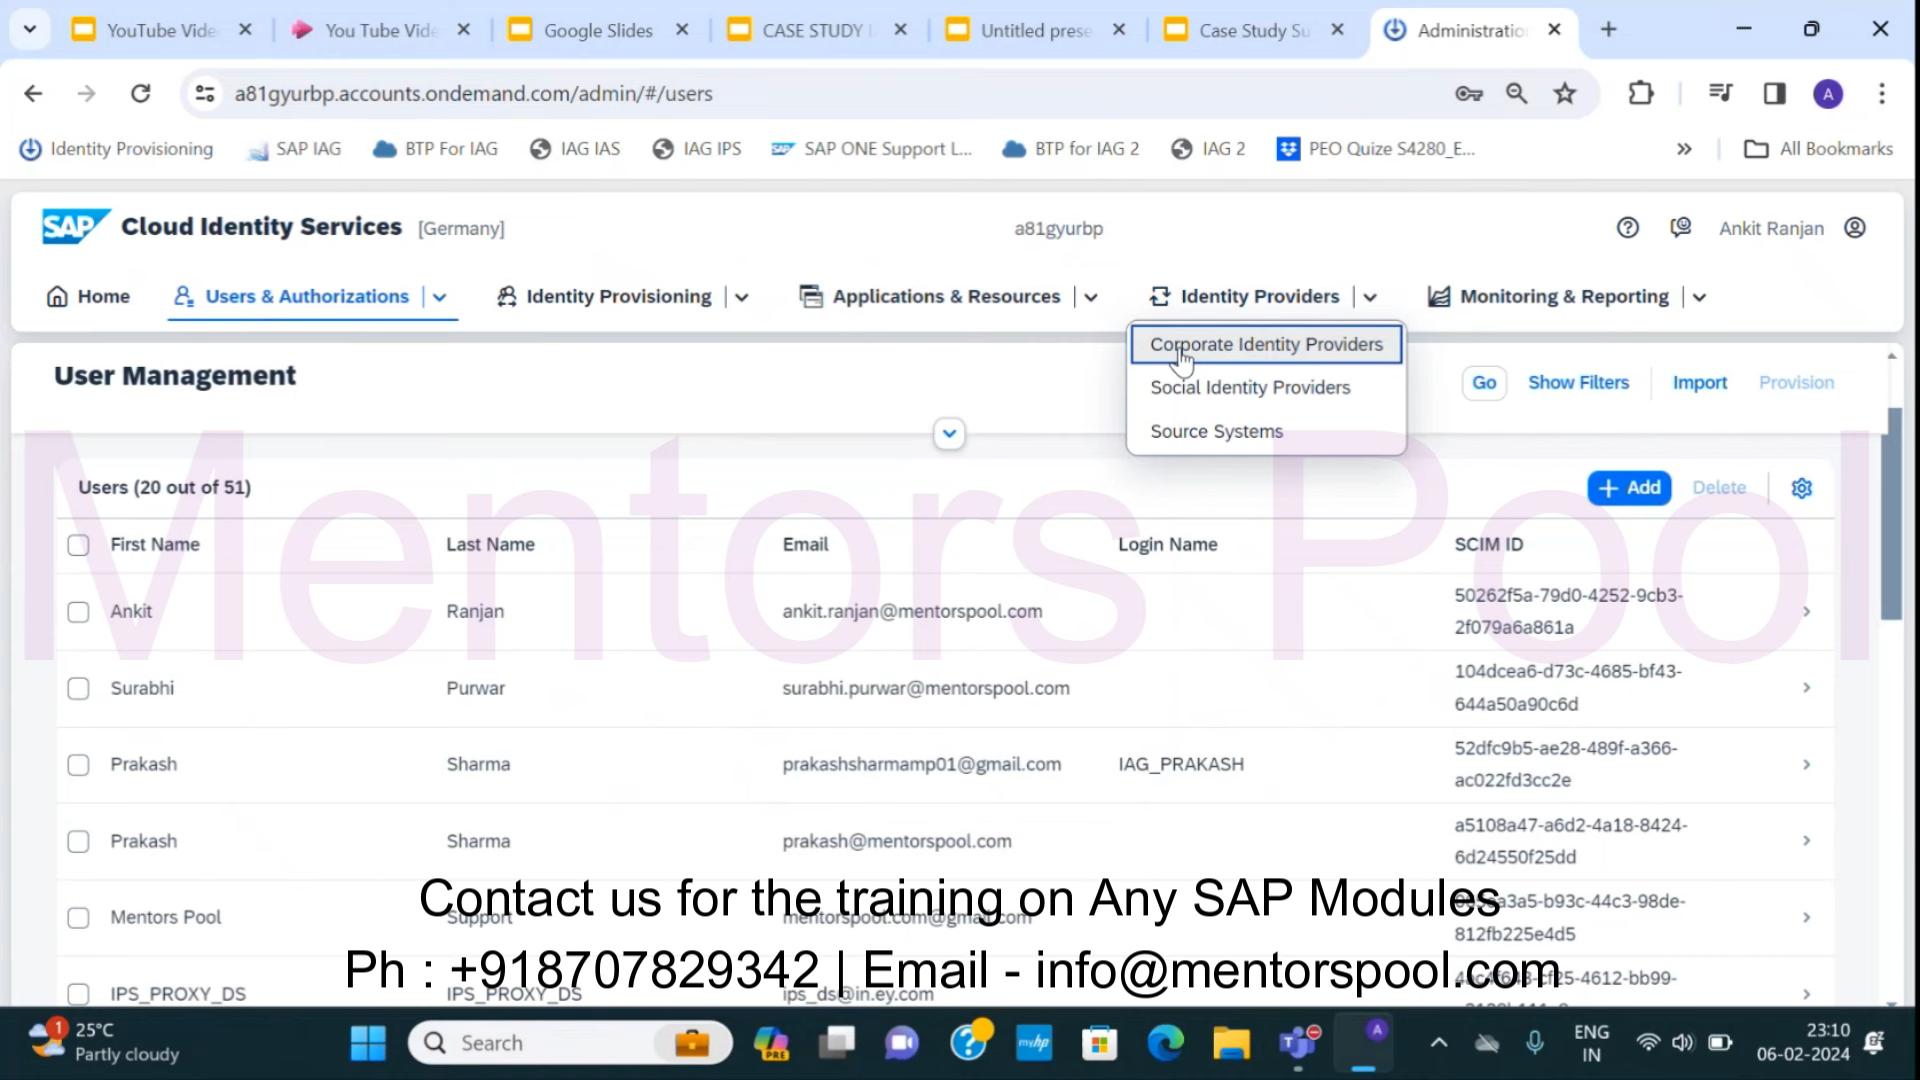 YouTube Vide
You Tube Vid
Google Slides
CASE STUDY
Untitled prese
Case Study Su
Administratio
a81gyurbp.accounts.ondemand.com/admin/#/users
A
Identity Provisioning
SAP IAG
BTP For IAG
IAG IAS
IAG IPS
SAP ONE Support L...
BTP for IAG 2
IAG 2
PEO Quize S4280_E...
All Bookmarks
SAP Cloud Identity Services [Germany]
a81gyurbp
Ankit Ranjan
Home
Users & Authorizations
Identity Provisioning
Applications & Resources
Identity Providers
Monitoring & Reporting
Corporate Identity Providers
Social Identity Providers
Source Systems
User Management
Go
Show Filters
Import
Provision
Mentors Pool
Users (20 out of 51)
+ Add
Delete
First Name Last Name Email Login Name SCIM ID
Ankit Ranjan ankit.ranjan@mentorspool.com 50262f5a-79d0-4252-9cb3-
2f079a6a861a
Surabhi Purwar surabhi.purwar@mentorspool.com 104dcea6-d73c-4685-bf43-
644a50a90c6d
Prakash Sharma prakashsharmamp01@gmail.com IAG_PRAKASH 52dfc9b5-ae28-489f-a366-
ac022fd3cc2e
Prakash Sharma prakash@mentorspool.com a5108a47-a6d2-4a18-8424-
6d24550f25dd
Mentors Pool Support mentorspool.com@gmail.com
812fb225e4d5
IPS_PROXY_DS IPS_PROXY_DS ips_ds@in.ey.com
Contact us for the training on Any SAP Modules
Ph : +918707829342 | Email - info@mentorspool.com
1
25°C
Partly cloudy
Search
PRE
myhp
A
ENG
IN
23:10
06-02-2024